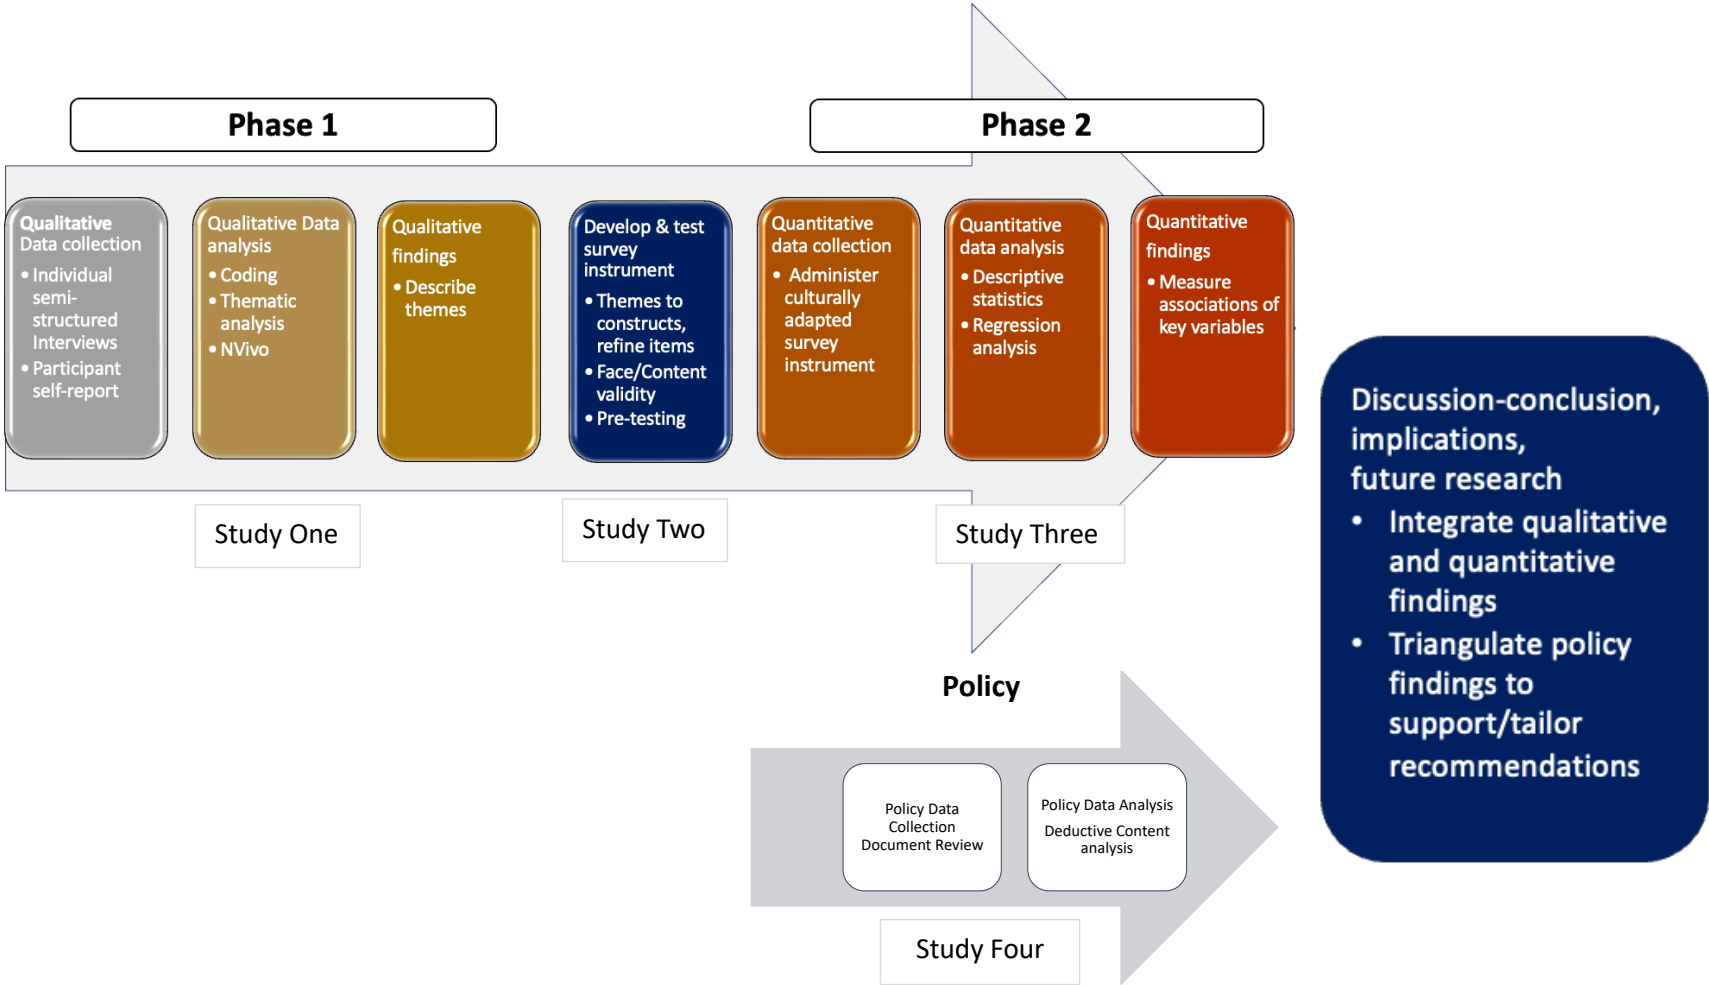 Phase 1
Phase 2
Qualitative
Data collection
• Individual
semi-
structured
Interviews
• Participant
self-report
Qualitative Data
analysis
• Coding
• Thematic
analysis
• NVivo
Qualitative
findings
• Describe
themes
Develop & test
survey
instrument
• Themes to
constructs,
refine items
• Face/Content
validity
• Pre-testing
Quantitative
data collection
• Administer
culturally
adapted
survey
instrument
Quantitative
data analysis
• Descriptive
statistics
• Regression
analysis
Quantitative
findings
• Measure
associations of
key variables
Study One
Study Two
Study Three
Discussion-conclusion,
implications,
future research
• Integrate qualitative
and quantitative
findings
• Triangulate policy
findings to
support/tailor
recommendations
Policy
Policy Data
Collection
Document Review
Policy Data Analysis
Deductive Content
analysis
Study Four